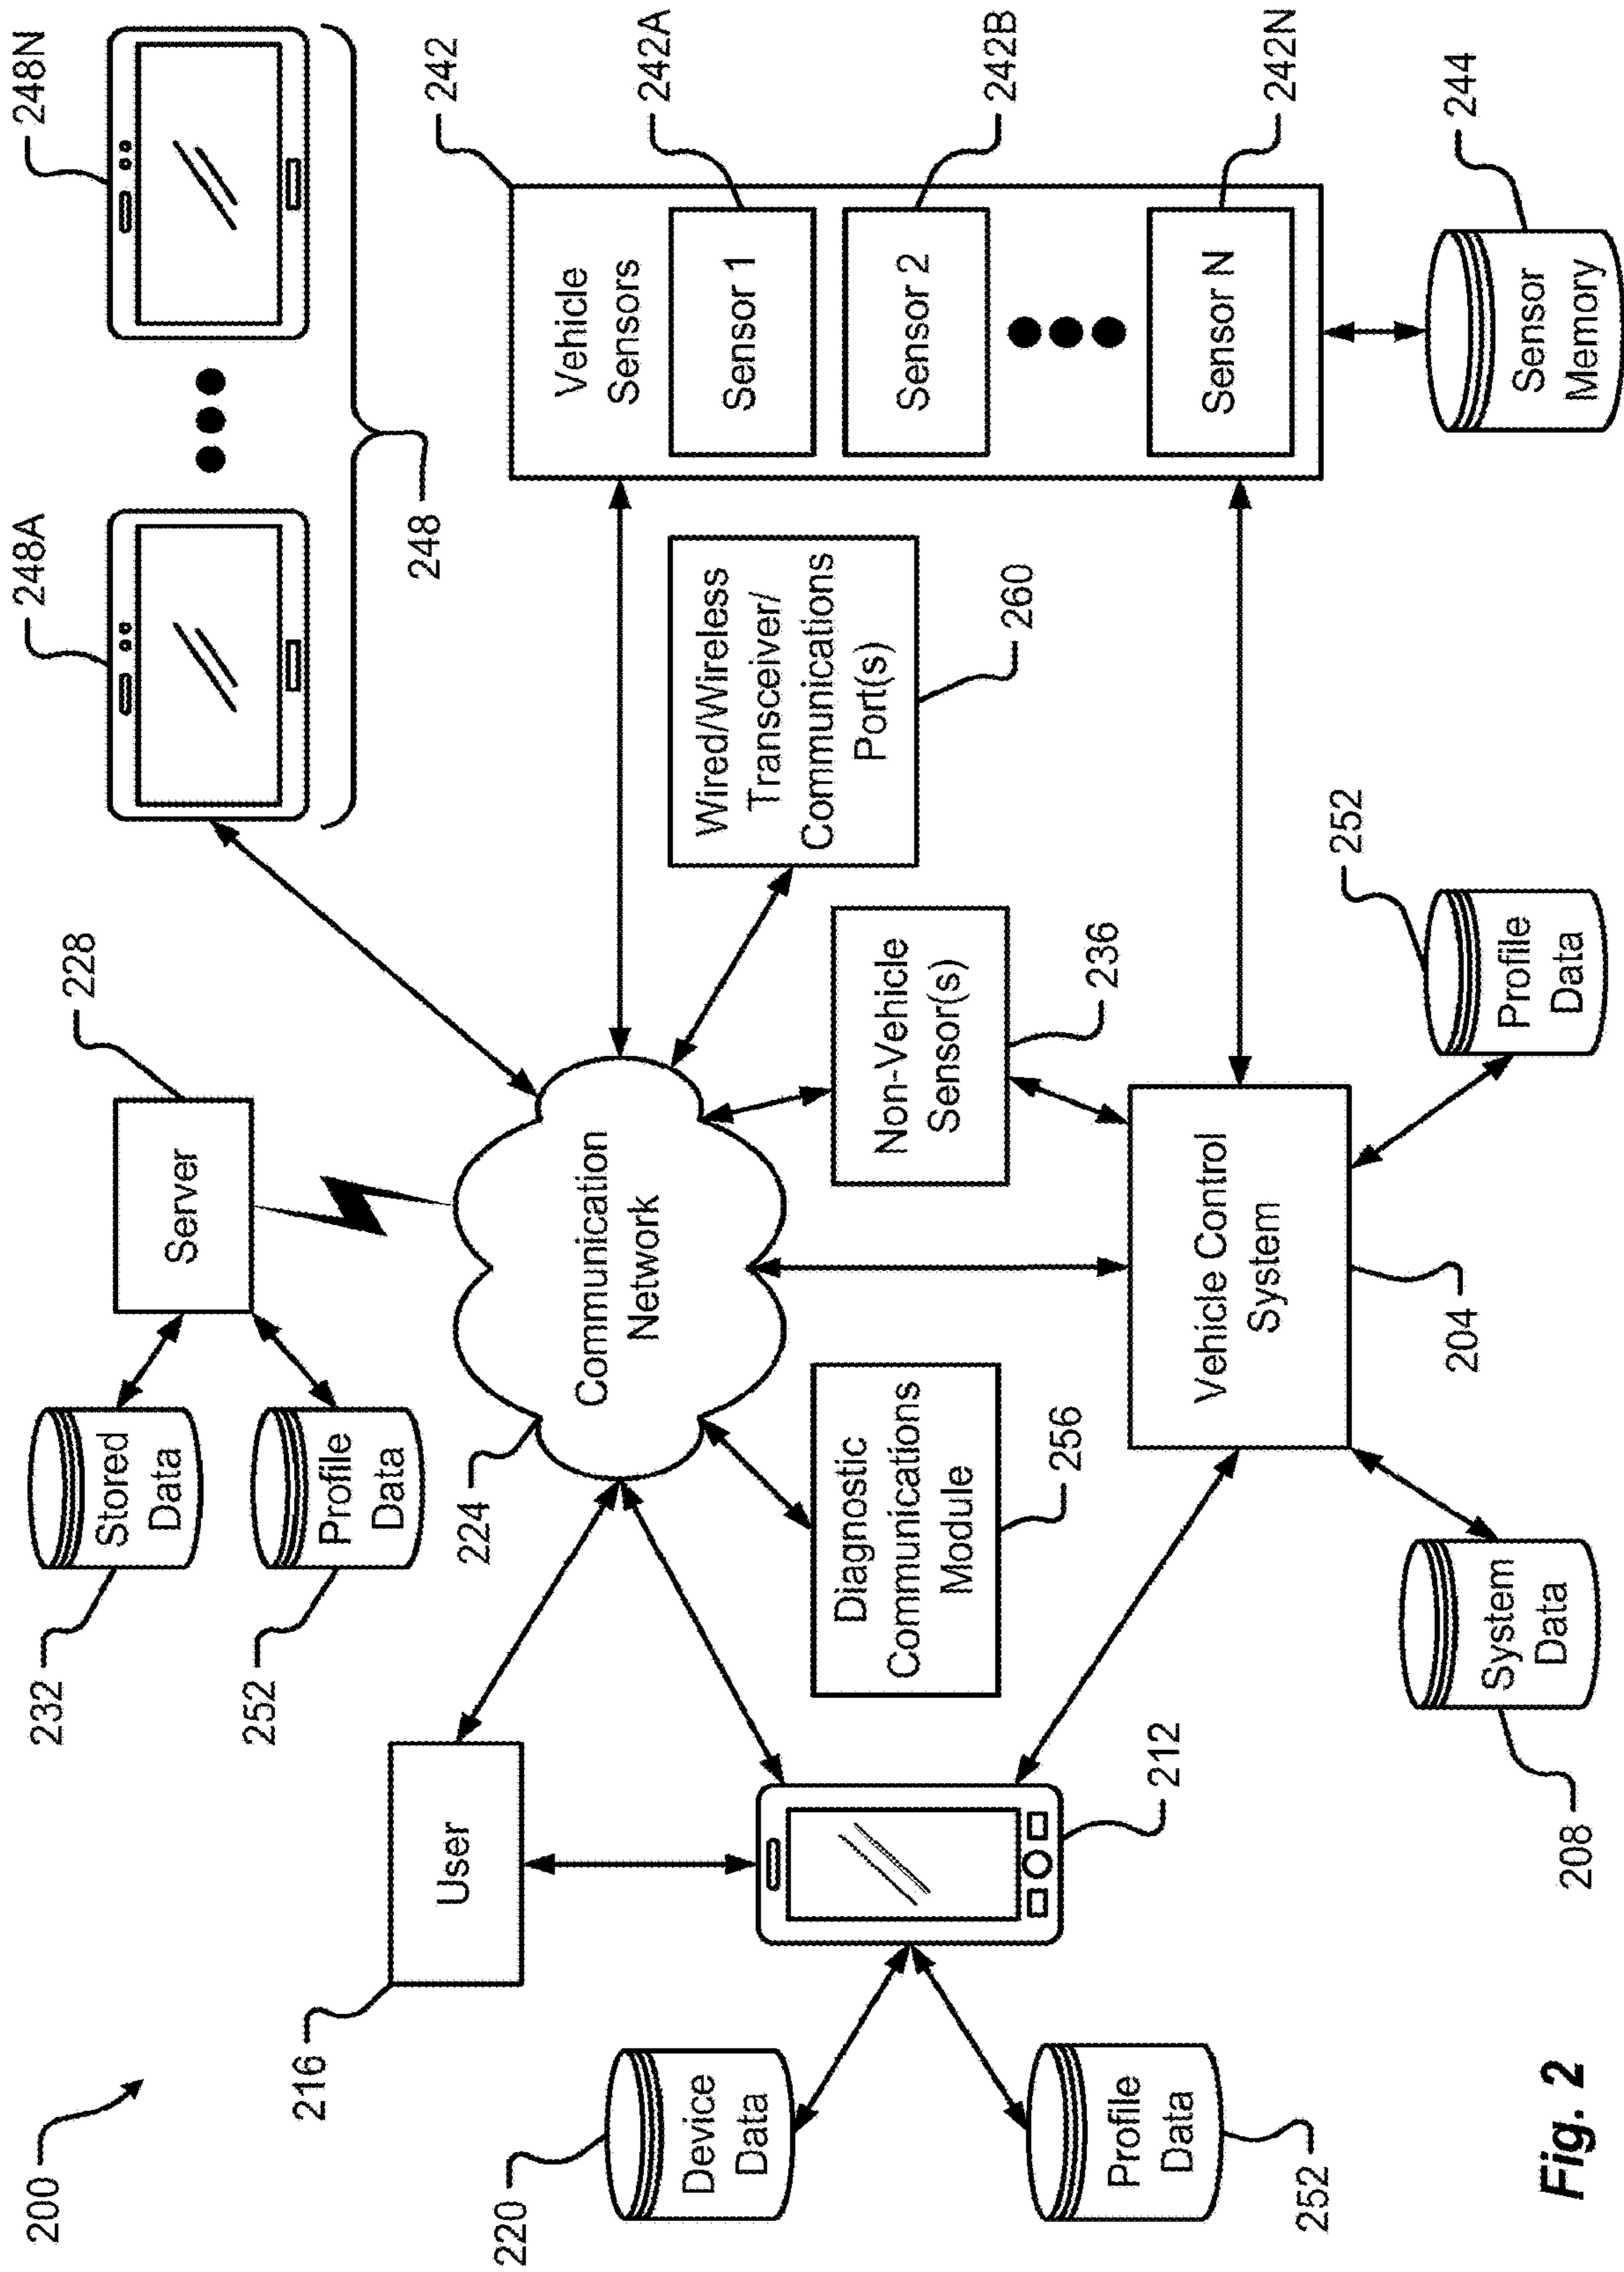 200
232
Stored
Data
252
Profile
Data
Server
228
248A
248N
248
216
User
224
Communication
Network
242
Vehicle
Sensors
Sensor 1
242A
Sensor 2
242B
Sensor N
242N
220
Device
Data
Profile
Data
252
212
Diagnostic
Communications
Module
256
Non-Vehicle
Sensor(s)
236
Wired/Wireless
Transceiver/
Communications
Port(s)
260
Vehicle Control
System
204
System
Data
208
Profile
Data
252
Sensor
Memory
244
Fig. 2